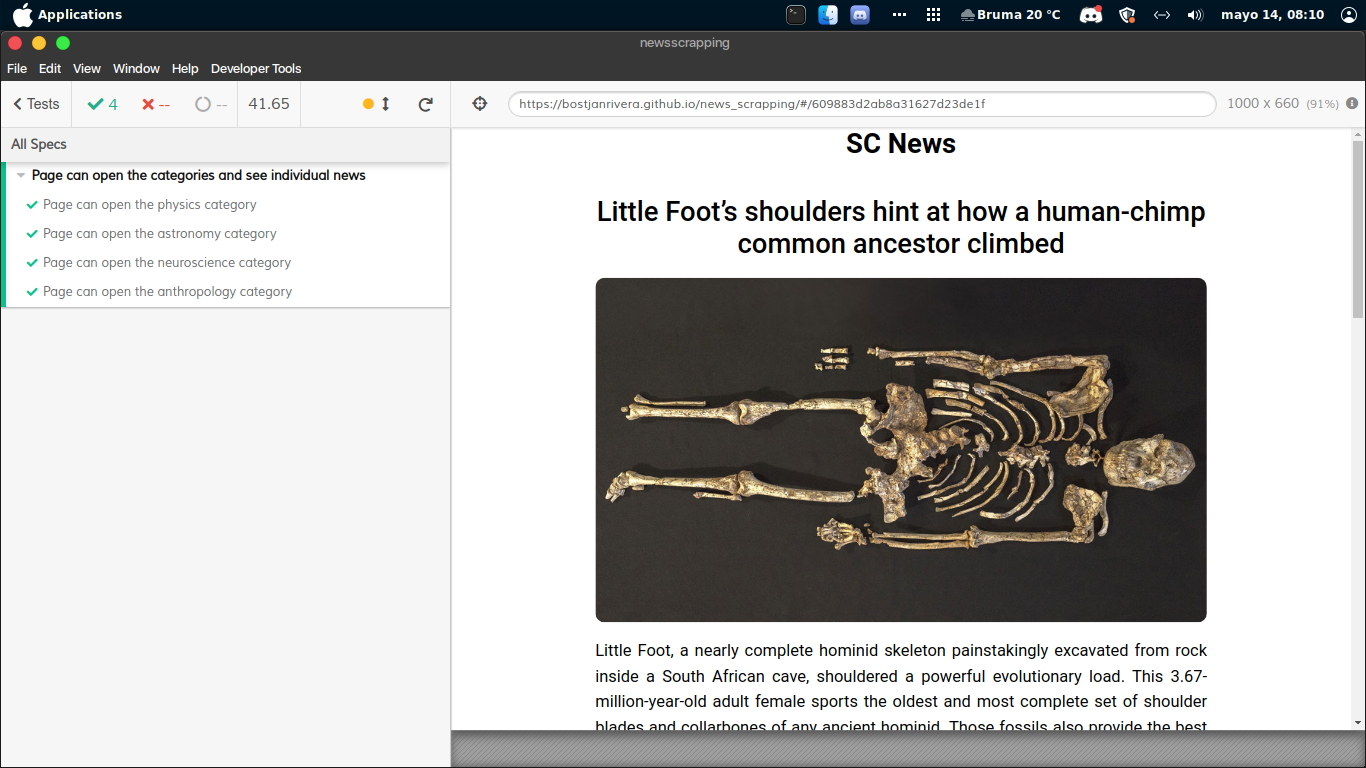 Applications
Bruma 20 °C
mayo 14, 08:10
newsscrapping
File Edit View Window Help Developer Tools
Tests 4 -- -- 41.65
https://bostjanrivera.github.io/news_scrapping/#/609883d2ab8a31627d23de1f
1000 x 660 (91%)
All Specs
Page can open the categories and see individual news
Page can open the physics category
Page can open the astronomy category
Page can open the neuroscience category
Page can open the anthropology category
SC News
Little Foot’s shoulders hint at how a human-chimp
common ancestor climbed
Little Foot, a nearly complete hominid skeleton painstakingly excavated from rock
inside a South African cave, shouldered a powerful evolutionary load. This 3.67-
million-year-old adult female sports the oldest and most complete set of shoulder
blades and collarbones of any ancient hominid. Those fossils also provide the best